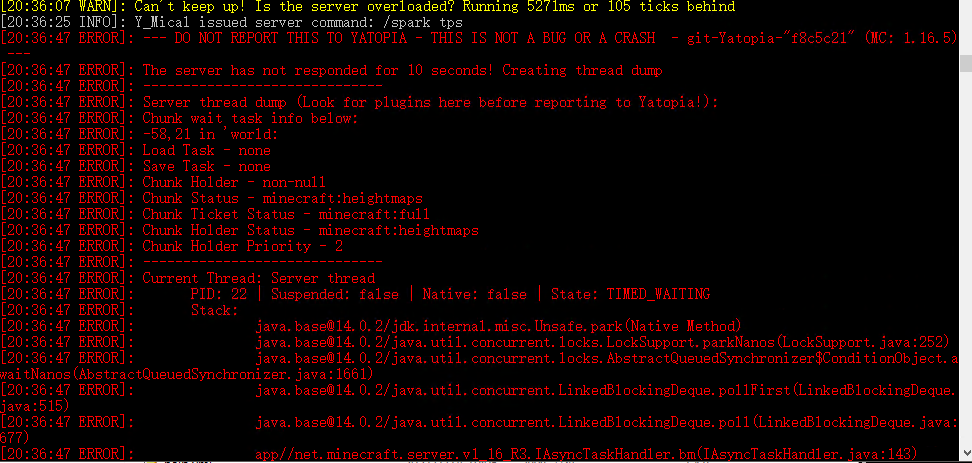 [20:36:07 WARN]: Can't keep up! Is the server overloaded? Running 5271ms or 105 ticks behind
[20:36:25 INFO]: Y_Mica1 issued server command: /spark tps
[20:36:47 ERROR]: --- DO NOT REPORT THIS TO YATOPIA - THIS IS NOT A BUG OR A CRASH  - git-Yatopia-"f8c5c21" (MC: 1.16.5)
---
[20:36:47 ERROR]: The server has not responded for 10 seconds! Creating thread dump
[20:36:47 ERROR]: ------------------------------
[20:36:47 ERROR]: Server thread dump (Look for plugins here before reporting to Yatopia!):
[20:36:47 ERROR]: Chunk wait task info below:
[20:36:47 ERROR]: -58,21 in 'world:
[20:36:47 ERROR]: Load Task - none
[20:36:47 ERROR]: Save Task - none
[20:36:47 ERROR]: Chunk Holder - non-null
[20:36:47 ERROR]: Chunk Status - minecraft:heightmaps
[20:36:47 ERROR]: Chunk Ticket Status - minecraft:full
[20:36:47 ERROR]: Chunk Holder Status - minecraft:heightmaps
[20:36:47 ERROR]: Chunk Holder Priority - 2
[20:36:47 ERROR]: ------------------------------
[20:36:47 ERROR]: Current Thread: Server thread
[20:36:47 ERROR]: PID: 22 | Suspended: false | Native: false | State: TIMED_WAITING
[20:36:47 ERROR]: Stack:
[20:36:47 ERROR]: java.base@14.0.2/jdk.internal.misc.Unsafe.park(Native Method)
[20:36:47 ERROR]: java.base@14.0.2/java.util.concurrent.locks.LockSupport.parkNanos(LockSupport.java:252)
[20:36:47 ERROR]: java.base@14.0.2/java.util.concurrent.locks.AbstractQueuedSynchronizer$ConditionObject.a
waitNanos(AbstractQueuedSynchronizer.java:1661)
[20:36:47 ERROR]: java.base@14.0.2/java.util.concurrent.LinkedBlockingDeque.pollFirst(LinkedBlockingDeque.
java:515)
[20:36:47 ERROR]: java.base@14.0.2/java.util.concurrent.LinkedBlockingDeque.poll(LinkedBlockingDeque.java:
677)
[20:36:47 ERROR]: app//net.minecraft.server.v1_16_R3.IAsyncTaskHandler.bm(IAsyncTaskHandler.java:143)